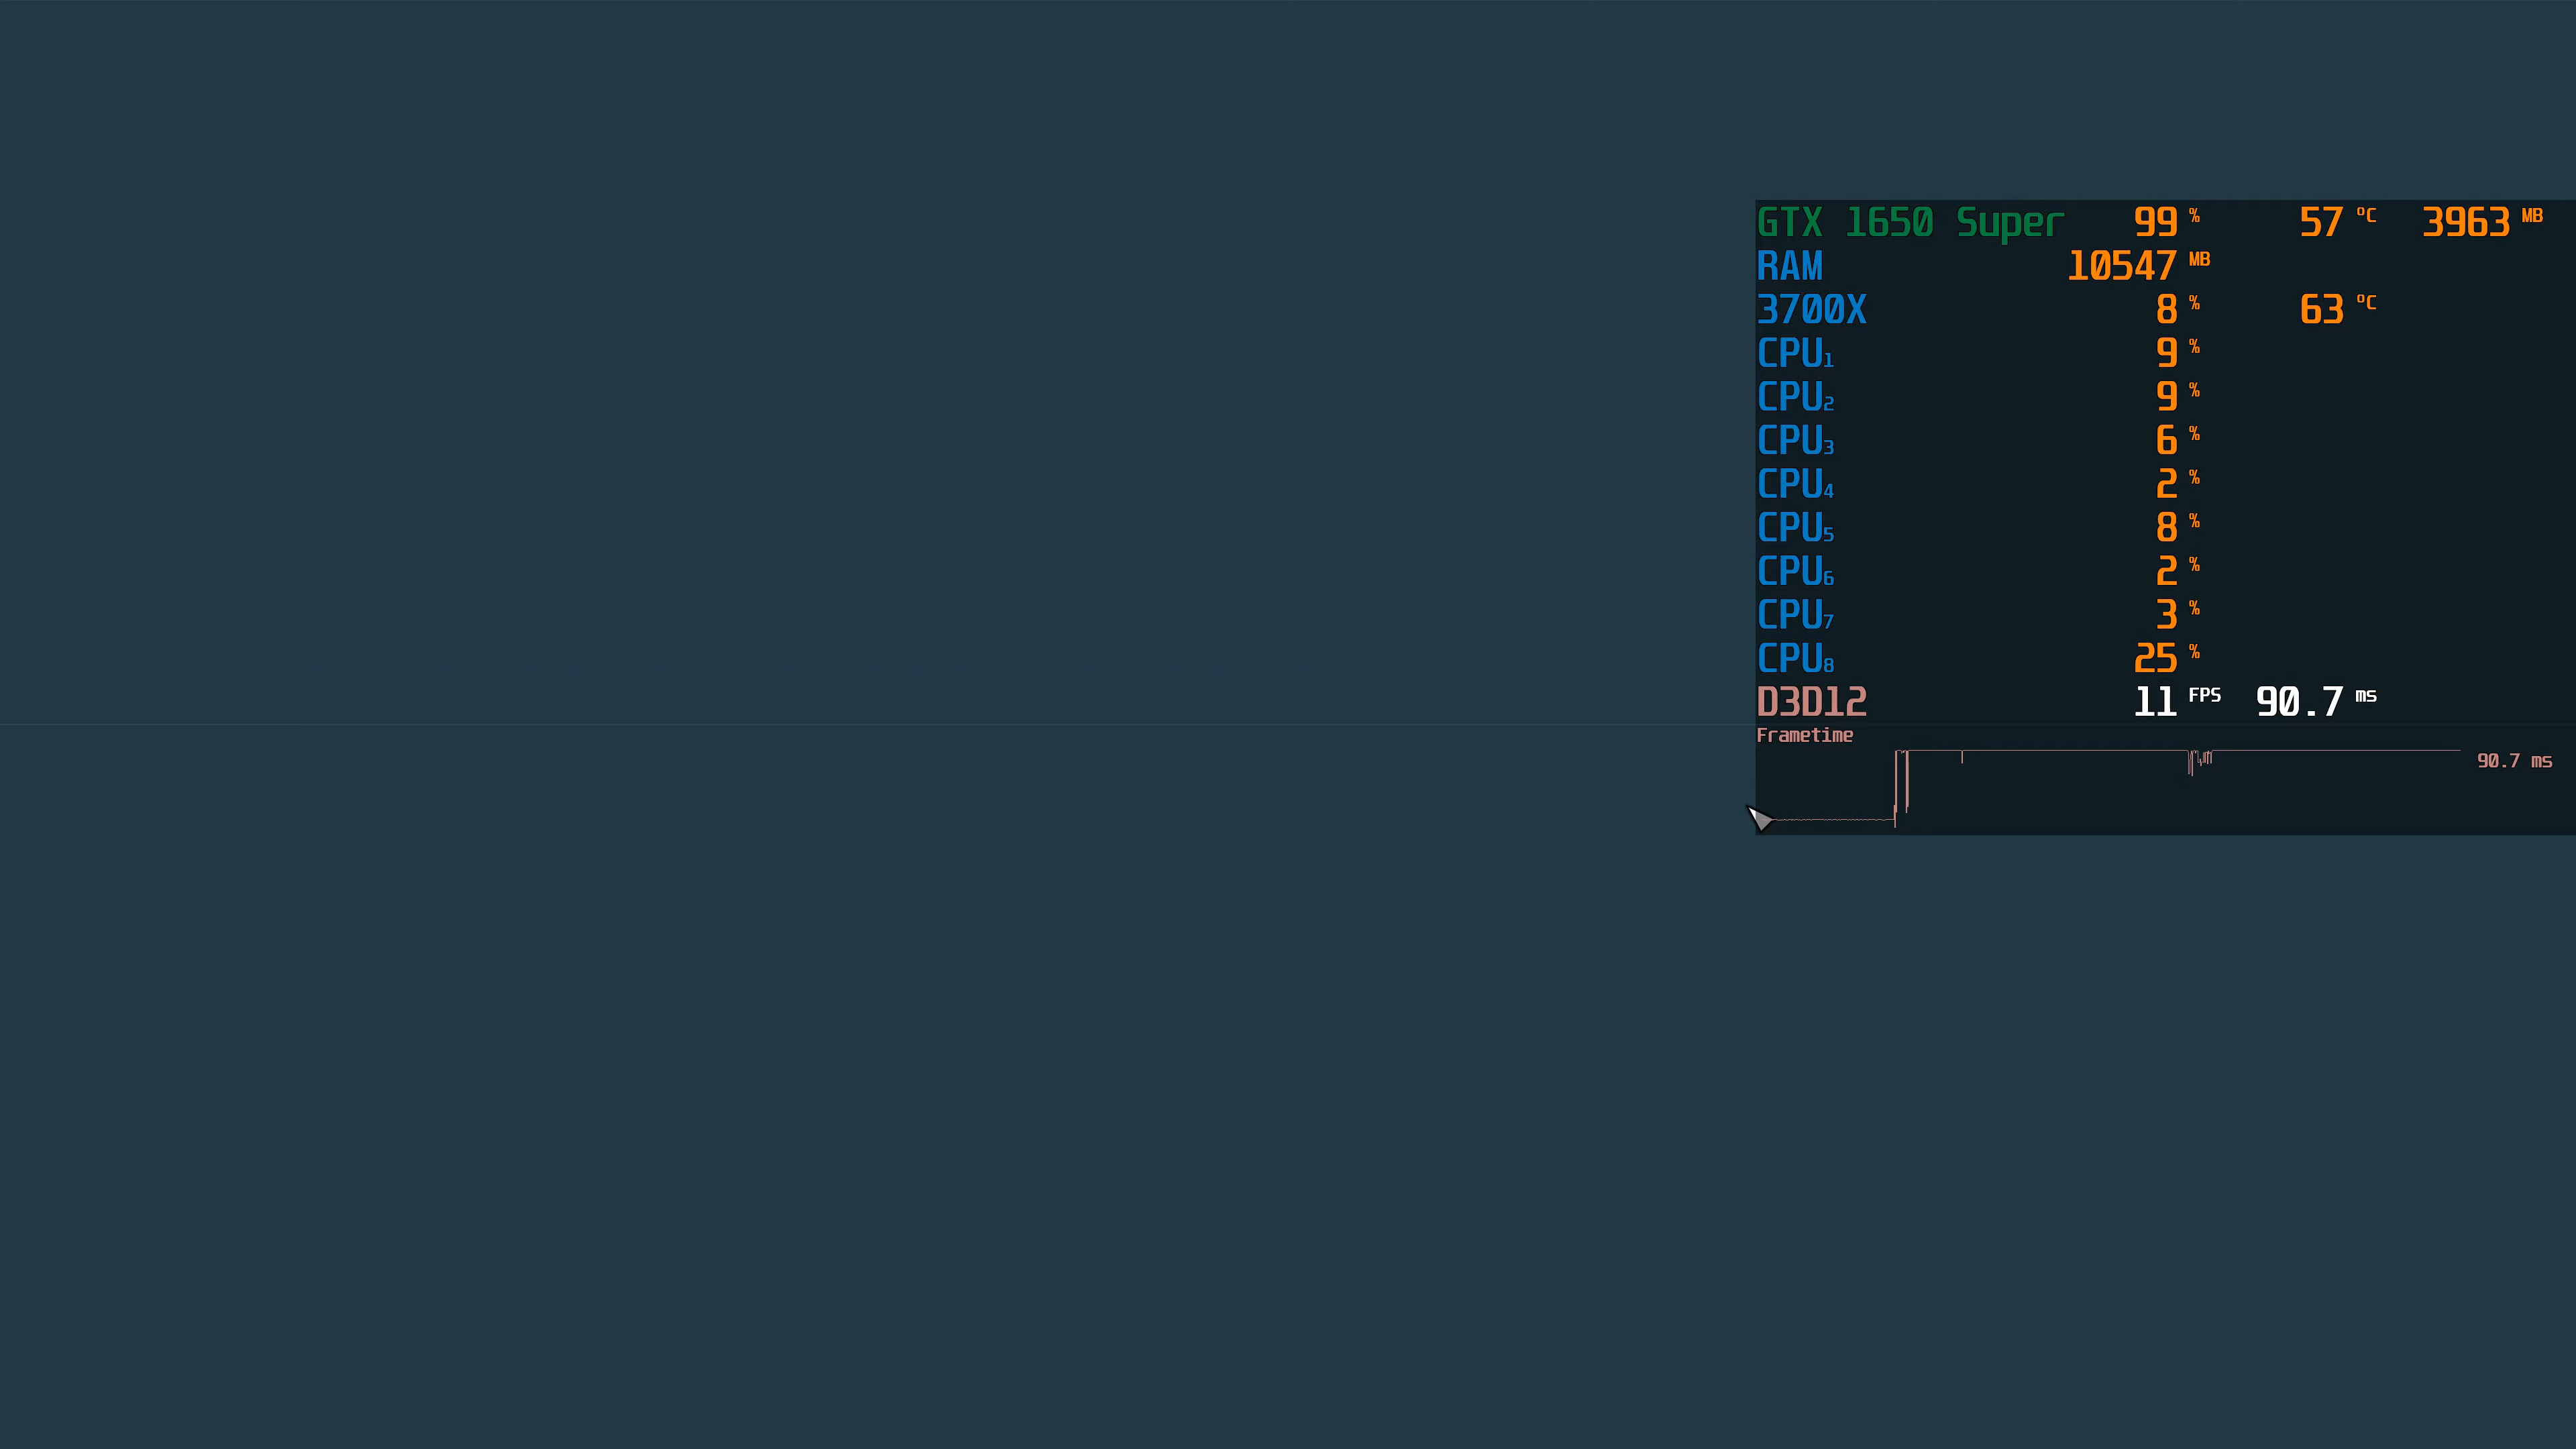 GTX 1650 Super 99 % 57 °C 3963 MB
RAM 10547 MB
3700X 8 % 63 °C
CPU1 9 %
CPU2 9 %
CPU3 6 %
CPU4 2 %
CPU5 8 %
CPU6 2 %
CPU7 3 %
CPU8 25 %
D3D12 11 FPS 90.7 ms
Frametime
90.7 ms